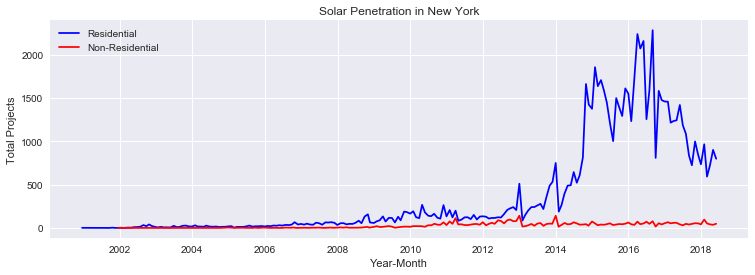 Solar Penetration in New York
Residential
Non-Residential
Total Projects
2000
1500
1000
500
0
2002 2004 2006 2008 2010 2012 2014 2016 2018
Year-Month